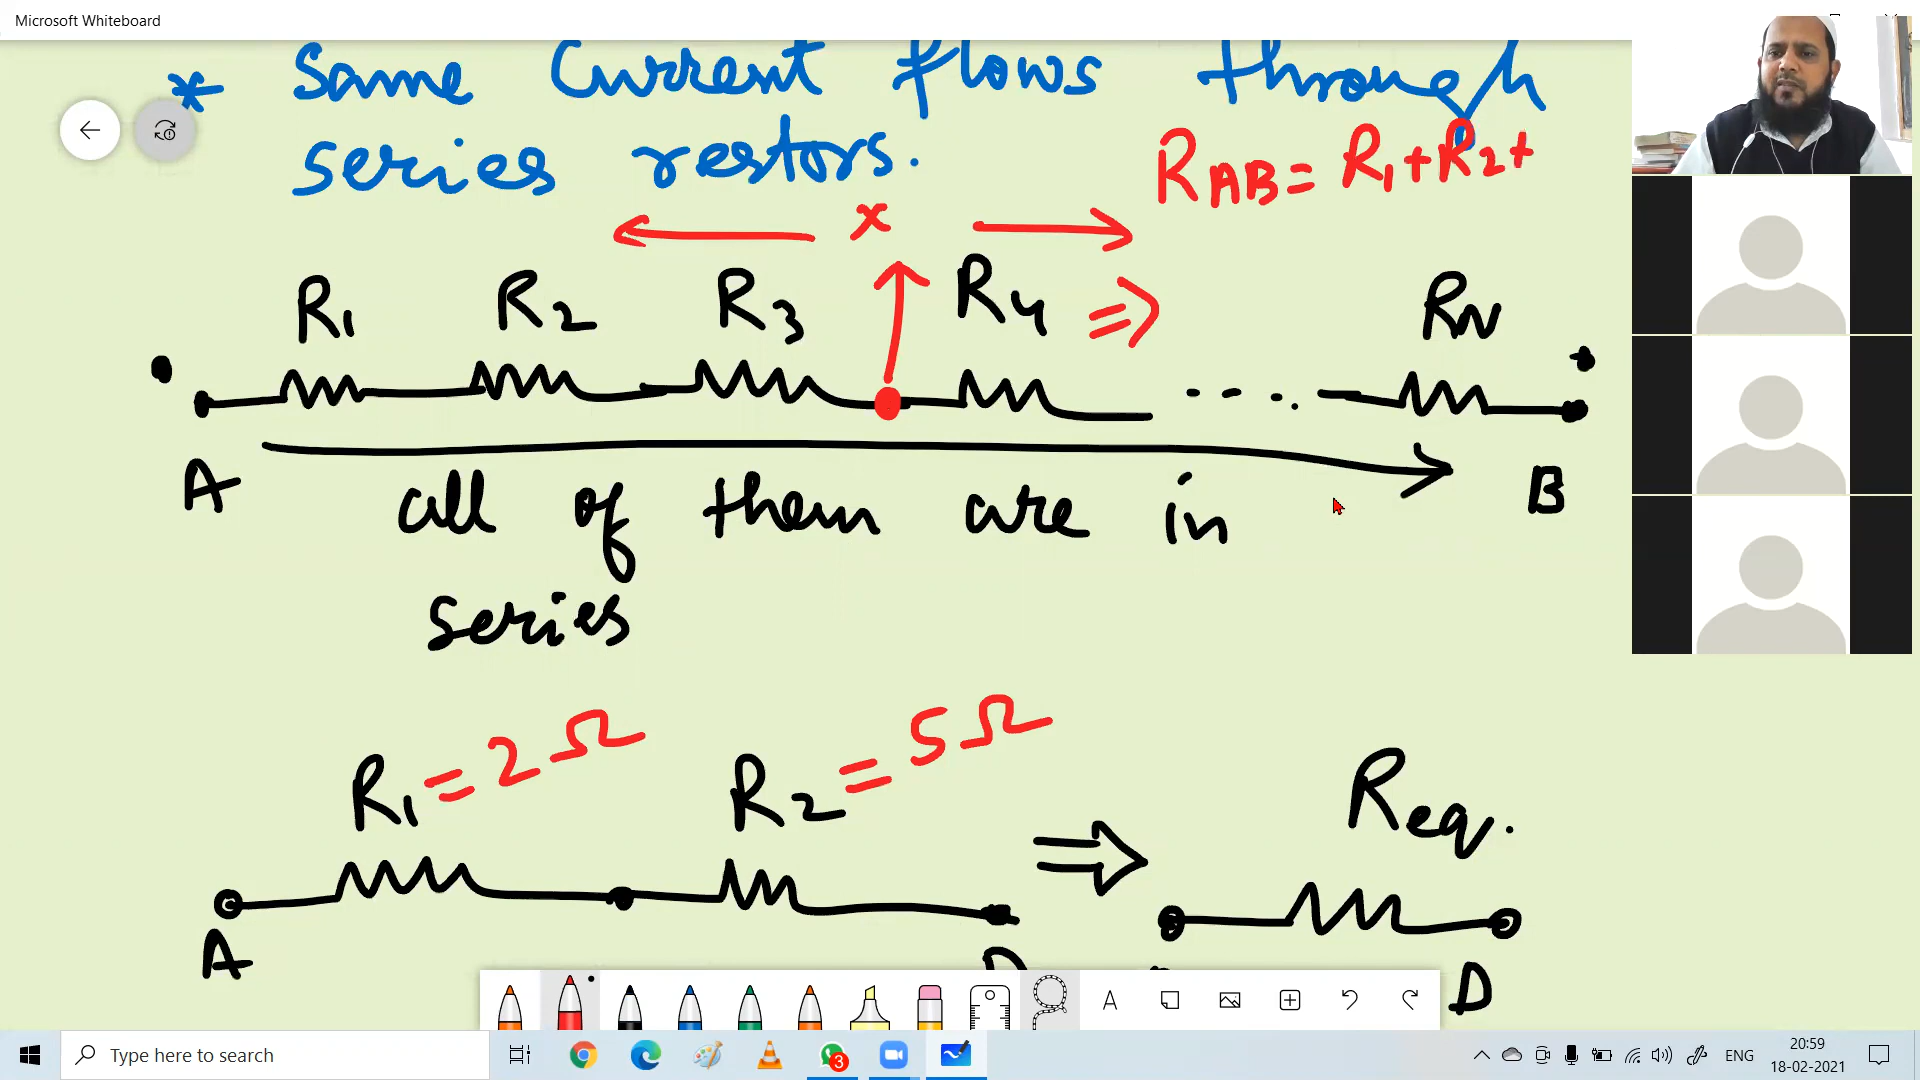 Microsoft Whiteboard
* Same Current flows through
series restors.
RAB = R1+R2+
x
R1 R2 R3 R4 ⇒ RN
A B
all of them are in
series
R1 = 2 Ω R2 = 5 Ω ⇒ Req.
A D
A
Type here to search
3
ENG
20:59
18-02-2021